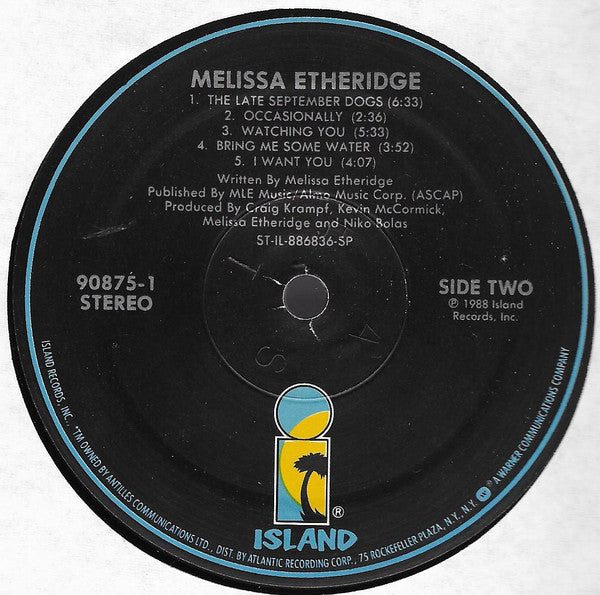 MELISSA ETHERIDGE
1. THE LATE SEPTEMBER DOGS (6:33)
2. OCCASIONALLY (2:36)
3. WATCHING YOU (5:33)
4. BRING ME SOME WATER (3:52)
5. I WANT YOU (4:07)
Written By Melissa Etheridge
Published By MLE Music/Almo Music Corp. (ASCAP)
Produced By Craig Krampf, Kevin McCormick,
Melissa Etheridge and Niko Bolas
ST-IL-886836-SP
90875-1
STEREO
SIDE TWO
℗ 1988 Island
Records, Inc.
A
S
®
ISLAND
ISLAND RECORDS, INC., *TM OWNED BY ANTILLES COMMUNICATIONS LTD., DIST. BY ATLANTIC RECORDING CORP., 75 ROCKEFELLER PLAZA, N.Y., N.Y. W ® A WARNER COMMUNICATIONS COMPANY